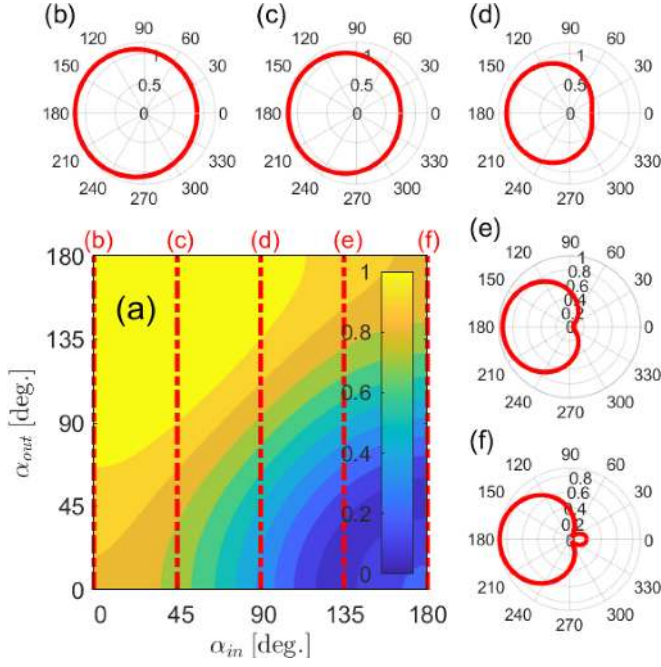 (b) (c) (d)
90 90 90
120 60 120 60 120 60
150 1 30 150 1 30 150 1 30
0.5 0.5 0.5
180 0 0 180 0 0 180 0 0
210 330 210 330 210 330
240 300 240 300 240 300
270 270 270
(b) (c) (d) (e) (f)
180
135
90
45
0
α_out [deg.]
(a)
1
0.8
0.6
0.4
0.2
0
0 45 90 135 180
α_in [deg.]
(e)
90
120 1 60
0.8
150 0.6 30
0.4
0.2
180 0 0
210 330
240 300
270
(f)
90
120 60
0.8
150 0.6 30
0.4
0.2
180 0 0
210 330
240 300
270